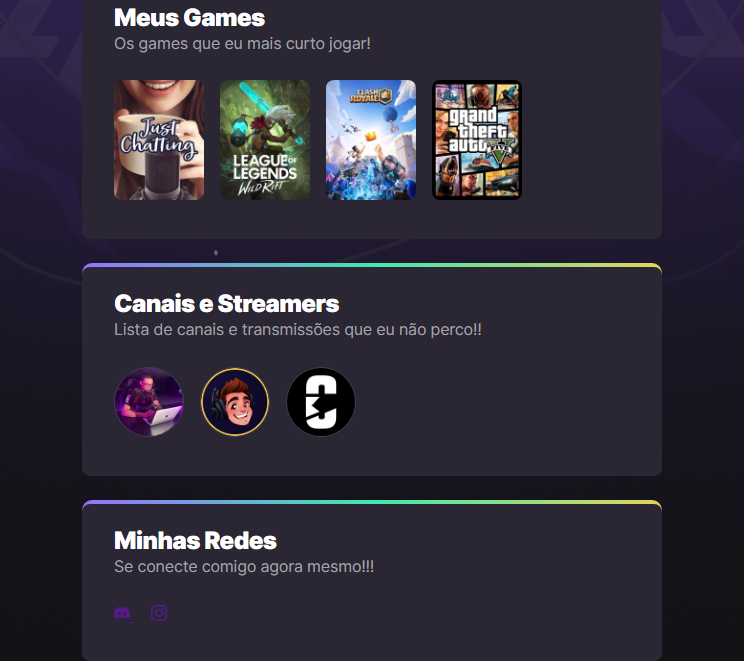 Meus Games
Os games que eu mais curto jogar!
Just
Chatting
LEAGUE OF
LEGENDS
WILD RIFT
CLASH
ROYALE
grand
theft
auto
FIVE
Canais e Streamers
Lista de canais e transmissões que eu não perco!!
Minhas Redes
Se conecte comigo agora mesmo!!!